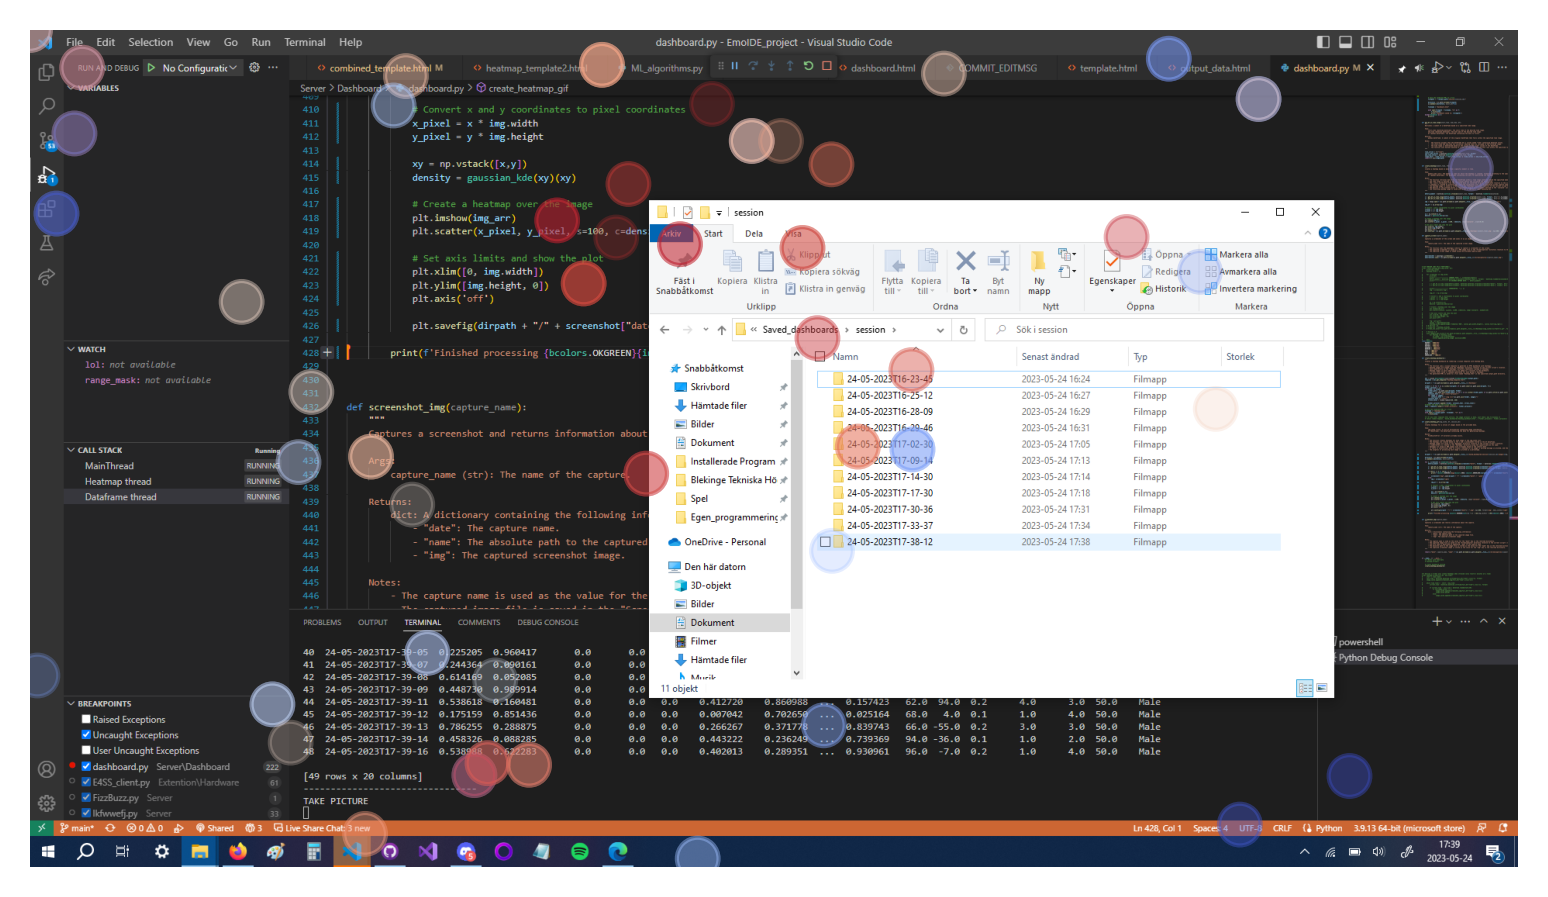 File Edit Selection View Go Run Terminal Help
dashboard.py - EmoIDE_project - Visual Studio Code
RUN AND DEBUG No Configuratic
combined_template.html M heatmap_template2.html ML_algorithms.py dashboard.html COMMIT_EDITMSG template.html output_data.html dashboard.py M
VARIABLES
Server > Dashboard > dashboard.py > create_heatmap_gif
409
410 # Convert x and y coordinates to pixel coordinates
411 x_pixel = x * img.width
412 y_pixel = y * img.height
413
414 xy = np.vstack([x,y])
415 density = gaussian_kde(xy)(xy)
416
417 # Create a heatmap over the image
418 plt.imshow(img_arr)
419 plt.scatter(x_pixel, y_pixel, s=100, c=dens
420
421 # Set axis limits and show the plot
422 plt.xlim([0, img.width])
423 plt.ylim([img.height, 0])
424 plt.axis('off')
425
426 plt.savefig(dirpath + "/" + screenshot["dat
427
428 print(f'Finished processing {bcolors.OKGREEN}{i
429
430
431
432 def screenshot_img(capture_name):
433 """
434 Captures a screenshot and returns information about
435
436 Args:
437 capture_name (str): The name of the capture.
438
439 Returns:
440 dict: A dictionary containing the following inf
441 - "date": The capture name.
442 - "name": The absolute path to the captured
443 - "img": The captured screenshot image.
444
445 Notes:
446 - The capture name is used as the value for the
WATCH
lol: not available
range_mask: not available
CALL STACK Running
MainThread RUNNING
Heatmap thread RUNNING
Dataframe thread RUNNING
BREAKPOINTS
Raised Exceptions
Uncaught Exceptions
User Uncaught Exceptions
dashboard.py Server\Dashboard 222
E4SS_client.py Extention\Hardware 61
FizzBuzz.py Server 1
lkfwwefj.py Server 33
session
Arkiv Start Dela Visa
Fäst i Snabbåtkomst
Kopiera
Klistra in
Klipp ut
Kopiera sökväg
Klistra in genväg
Urklipp
Flytta till
Kopiera till
Ta bort
Byt namn
Ordna
Ny mapp
Nytt
Egenskaper
Öppna
Redigera
Historik
Öppna
Markera alla
Avmarkera alla
Invertera markering
Markera
« Saved_dashboards > session >
Sök i session
Snabbåtkomst
Skrivbord
Hämtade filer
Bilder
Dokument
Installerade Program
Blekinge Tekniska Hö
Spel
Egen_programmering
OneDrive - Personal
Den här datorn
3D-objekt
Bilder
Dokument
Filmer
Hämtade filer
Musik
Namn Senast ändrad Typ Storlek
24-05-2023T16-23-45 2023-05-24 16:24 Filmapp
24-05-2023T16-25-12 2023-05-24 16:27 Filmapp
24-05-2023T16-28-09 2023-05-24 16:29 Filmapp
24-05-2023T16-29-46 2023-05-24 16:31 Filmapp
24-05-2023T17-02-30 2023-05-24 17:05 Filmapp
24-05-2023T17-09-14 2023-05-24 17:13 Filmapp
24-05-2023T17-14-30 2023-05-24 17:14 Filmapp
24-05-2023T17-17-30 2023-05-24 17:18 Filmapp
24-05-2023T17-30-36 2023-05-24 17:31 Filmapp
24-05-2023T17-33-37 2023-05-24 17:34 Filmapp
24-05-2023T17-38-12 2023-05-24 17:38 Filmapp
11 objekt
PROBLEMS OUTPUT TERMINAL COMMENTS DEBUG CONSOLE
powershell
Python Debug Console
40 24-05-2023T17-39-05 0.225205 0.960417 0.0 0.0
41 24-05-2023T17-39-07 0.244364 0.090161 0.0 0.0
42 24-05-2023T17-39-08 0.614169 0.052085 0.0 0.0
43 24-05-2023T17-39-09 0.448730 0.989914 0.0 0.0
44 24-05-2023T17-39-11 0.538618 0.160481 0.0 0.0 0.0 0.412720 0.860988 ... 0.157423 62.0 94.0 0.2 4.0 3.0 50.0 Male
45 24-05-2023T17-39-12 0.175159 0.851436 0.0 0.0 0.0 0.007042 0.702650 ... 0.025164 68.0 4.0 0.1 1.0 4.0 50.0 Male
46 24-05-2023T17-39-13 0.786255 0.288875 0.0 0.0 0.0 0.266267 0.371778 ... 0.839743 66.0 -55.0 0.2 3.0 3.0 50.0 Male
47 24-05-2023T17-39-14 0.458326 0.088285 0.0 0.0 0.0 0.443222 0.236249 ... 0.739369 94.0 -36.0 0.1 1.0 2.0 50.0 Male
48 24-05-2023T17-39-16 0.538988 0.622283 0.0 0.0 0.0 0.402013 0.289351 ... 0.930961 96.0 -7.0 0.2 1.0 4.0 50.0 Male
[49 rows x 20 columns]
TAKE PICTURE
main* 0 0 Shared 3 Live Share Chat: 3 new
Ln 428, Col 1 Spaces: 4 UTF-8 CRLF Python 3.9.13 64-bit (microsoft store)
17:39
2023-05-24